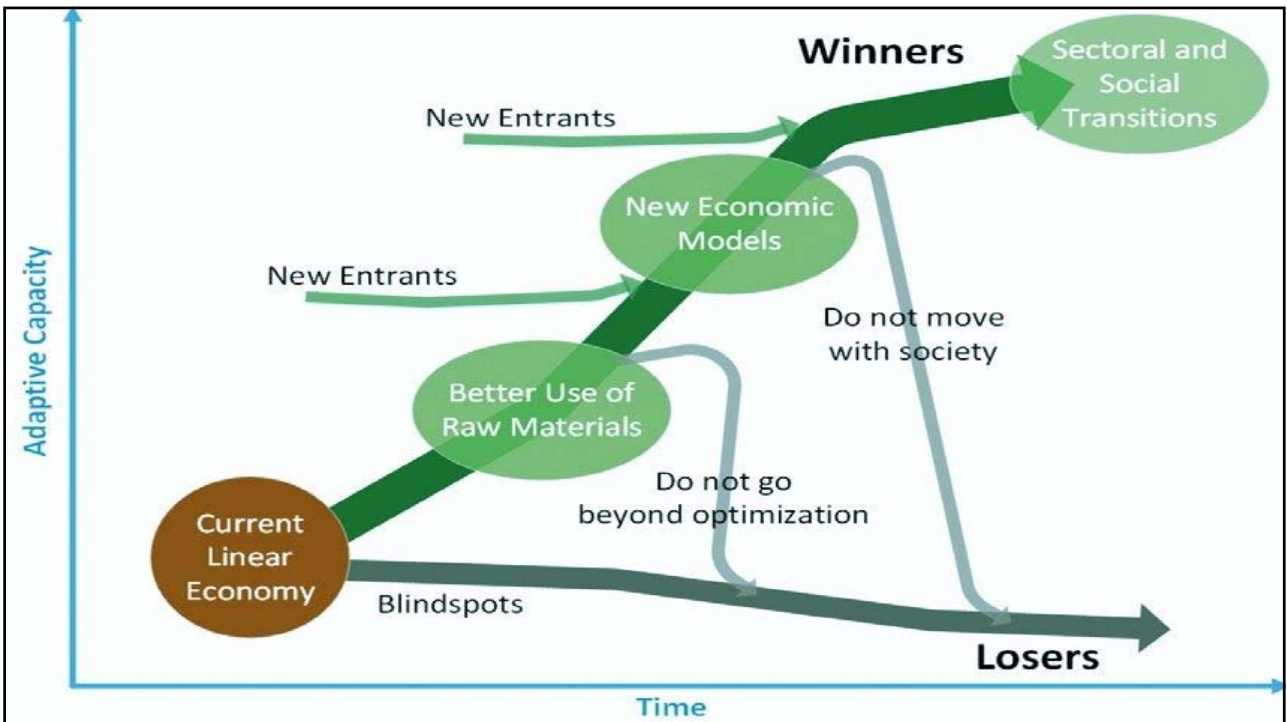 Winners
Sectoral and
Social
Transitions
New Entrants
New Economic
Models
New Entrants
Do not move
with society
Better Use of
Raw Materials
Do not go
beyond optimization
Current
Linear
Economy
Blindspots
Losers
Adaptive Capacity
Time